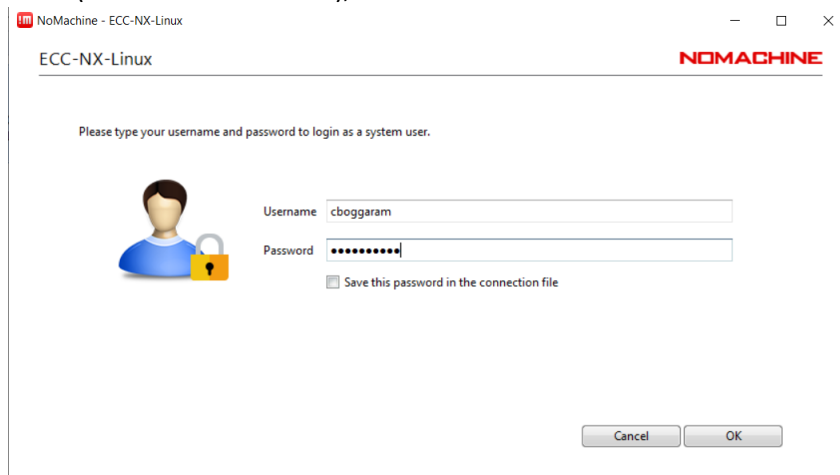 NoMachine - ECC-NX-Linux
ECC-NX-Linux NOMACHINE
Please type your username and password to login as a system user.
Username cboggaram
Password ••••••••••
Save this password in the connection file
Cancel OK